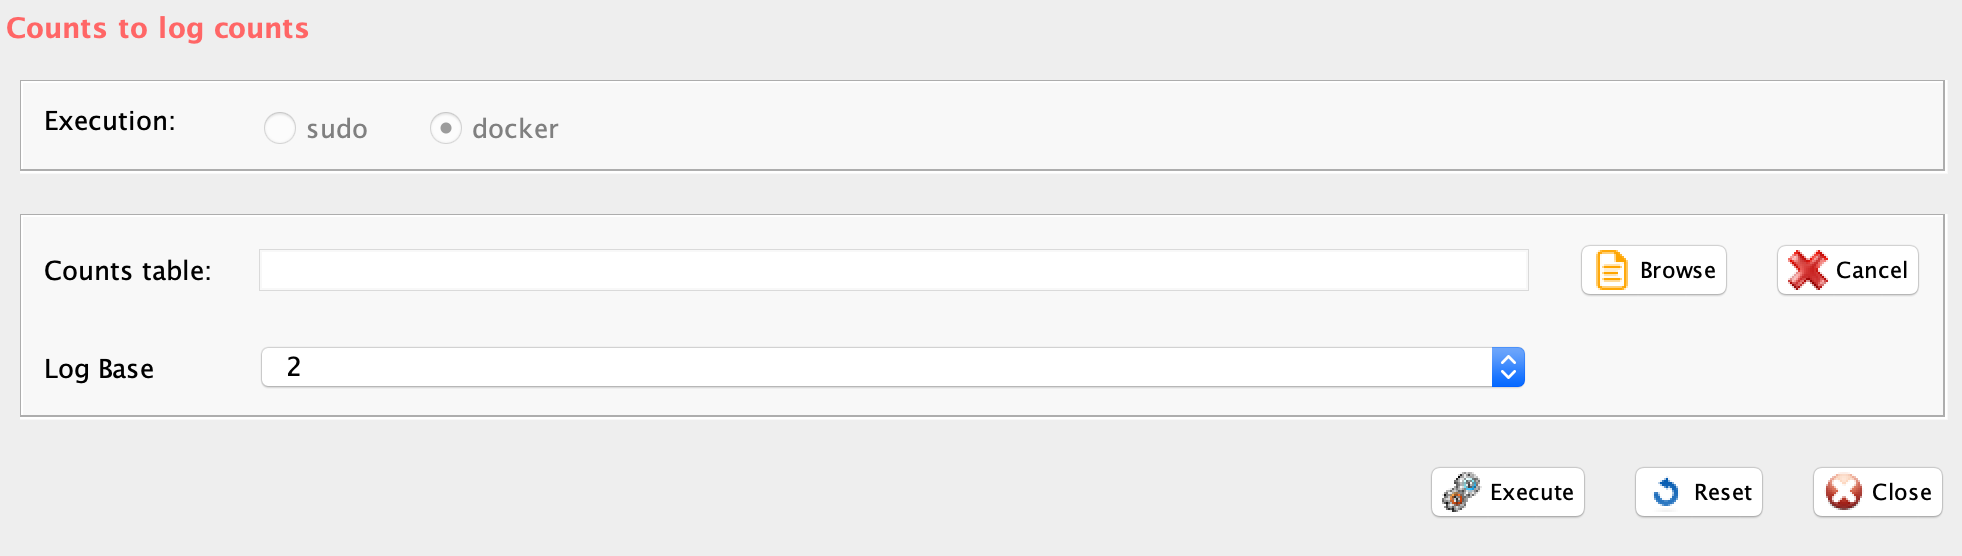 Counts to log counts
Execution: sudo docker
Counts table: Browse Cancel
Log Base 2
Execute Reset Close